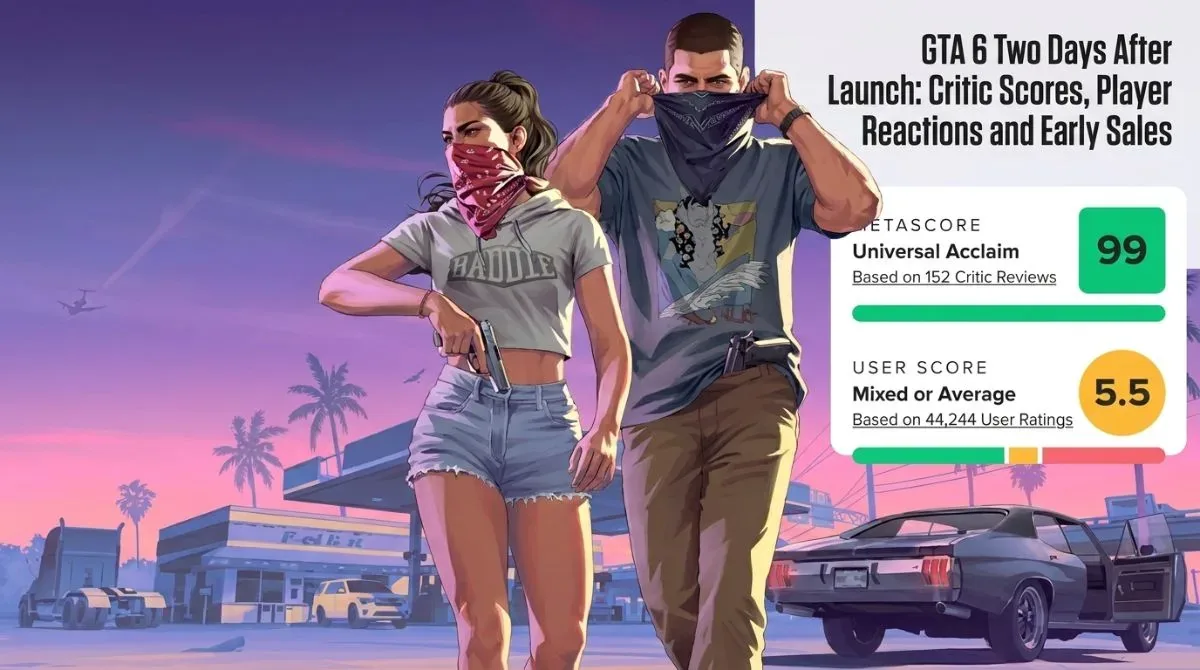 GTA 6 Two Days After
Launch: Critic Scores, Player
Reactions and Early Sales
METASCORE
Universal Acclaim
99
Based on 152 Critic Reviews
USER SCORE
Mixed or Average
5.5
Based on 44,244 User Ratings
BADDIE